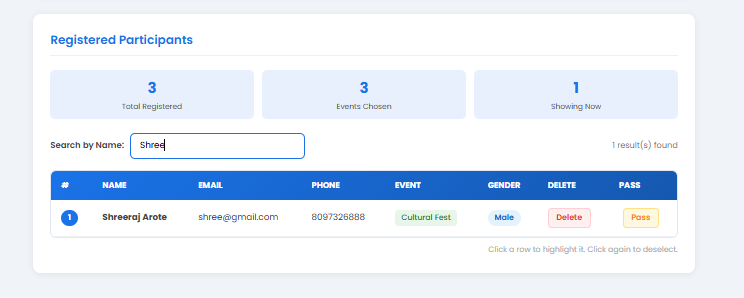 Registered Participants
3 3 1
Total Registered Events Chosen Showing Now
Search by Name: Shree 1 result(s) found
# NAME EMAIL PHONE EVENT GENDER DELETE PASS
1 Shreeraj Arote shree@gmail.com 8097326888 Cultural Fest Male Delete Pass
Click a row to highlight it. Click again to deselect.